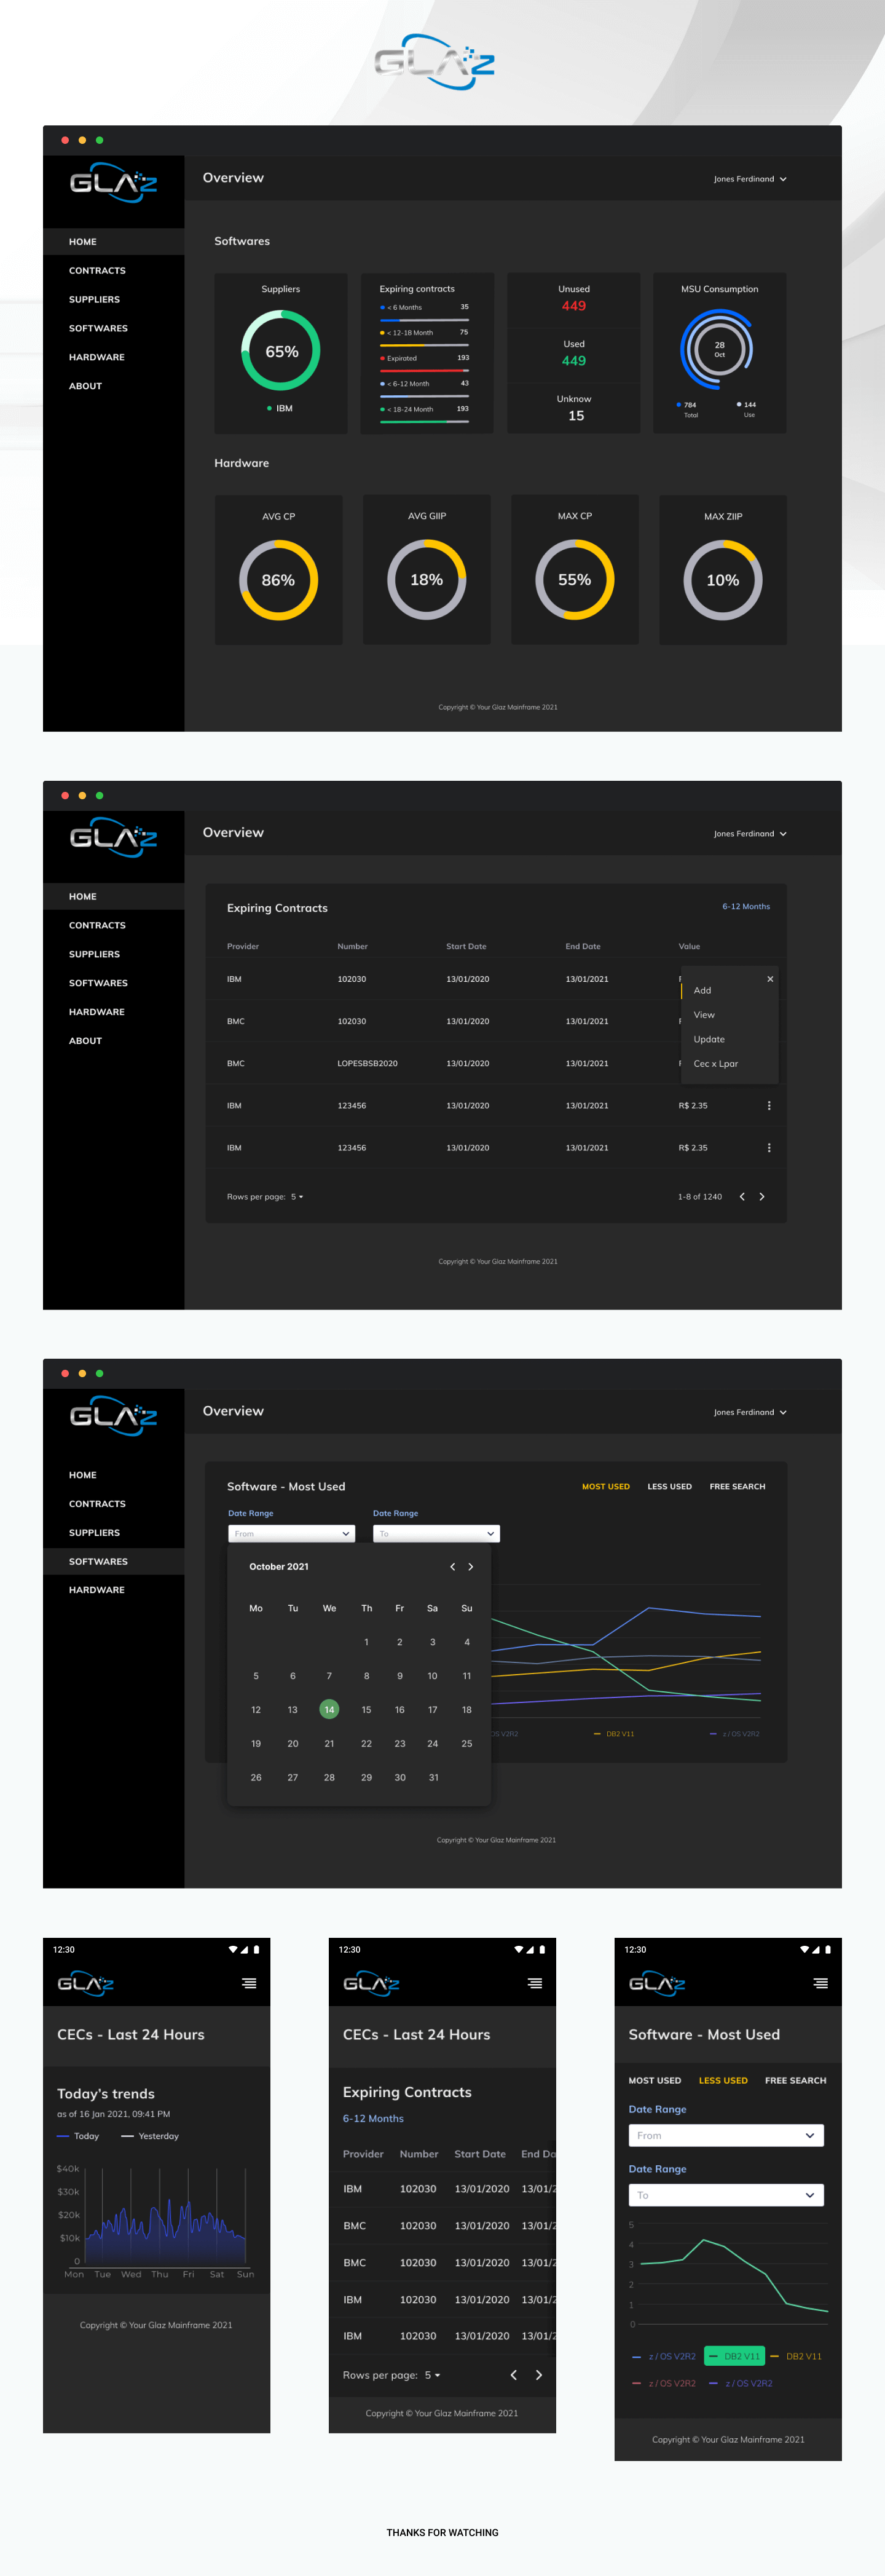 GLAz
GLAz
Overview
Jones Ferdinand
HOME
CONTRACTS
SUPPLIERS
SOFTWARES
HARDWARE
ABOUT
Softwares
Suppliers
65%
IBM
Expiring contracts
< 6 Months 35
< 12-18 Month 75
Expirated 193
< 6-12 Month 43
< 18-24 Month 193
Unused
449
Used
449
Unknow
15
MSU Consumption
28
Oct
784 144
Total Use
Hardware
AVG CP
86%
AVG GIIP
18%
MAX CP
55%
MAX ZIIP
10%
Copyright © Your Glaz Mainframe 2021
GLAz
Overview
Jones Ferdinand
HOME
CONTRACTS
SUPPLIERS
SOFTWARES
HARDWARE
ABOUT
Expiring Contracts
6-12 Months
Provider Number Start Date End Date Value
IBM 102030 13/01/2020 13/01/2021
BMC 102030 13/01/2020 13/01/2021
BMC LOPESBSB2020 13/01/2020 13/01/2021
IBM 123456 13/01/2020 13/01/2021 R$ 2.35
IBM 123456 13/01/2020 13/01/2021 R$ 2.35
Add
View
Update
Cec x Lpar
Rows per page: 5
1-8 of 1240
Copyright © Your Glaz Mainframe 2021
GLAz
Overview
Jones Ferdinand
HOME
CONTRACTS
SUPPLIERS
SOFTWARES
HARDWARE
Software - Most Used
MOST USED LESS USED FREE SEARCH
Date Range Date Range
From To
October 2021
Mo Tu We Th Fr Sa Su
1 2 3 4
5 6 7 8 9 10 11
12 13 14 15 16 17 18
19 20 21 22 23 24 25
26 27 28 29 30 31
OS V2R2 DB2 V11 z / OS V2R2
Copyright © Your Glaz Mainframe 2021
12:30
GLAz
CECs - Last 24 Hours
Today's trends
as of 16 Jan 2021, 09:41 PM
Today Yesterday
$40k
$30k
$20k
$10k
0
Mon Tue Wed Thu Fri Sat Sun
Copyright © Your Glaz Mainframe 2021
12:30
GLAz
CECs - Last 24 Hours
Expiring Contracts
6-12 Months
Provider Number Start Date End Da
IBM 102030 13/01/2020 13/01/2
BMC 102030 13/01/2020 13/01/2
BMC 102030 13/01/2020 13/01/2
IBM 102030 13/01/2020 13/01/2
IBM 102030 13/01/2020 13/01/2
Rows per page: 5
Copyright © Your Glaz Mainframe 2021
12:30
GLAz
Software - Most Used
MOST USED LESS USED FREE SEARCH
Date Range
From
Date Range
To
5
4
3
2
1
0
z / OS V2R2 DB2 V11 DB2 V11
z / OS V2R2 z / OS V2R2
Copyright © Your Glaz Mainframe 2021
THANKS FOR WATCHING